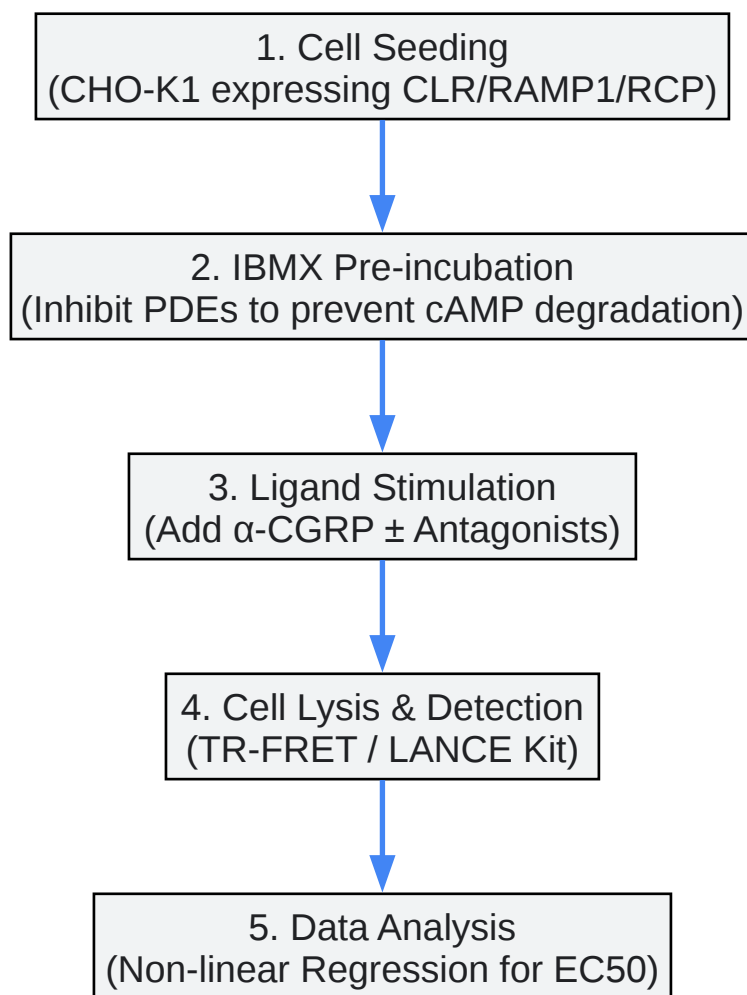 1. Cell Seeding
(CHO-K1 expressing CLR/RAMP1/RCP)
2. IBMX Pre-incubation
(Inhibit PDEs to prevent cAMP degradation)
3. Ligand Stimulation
(Add α-CGRP ± Antagonists)
4. Cell Lysis & Detection
(TR-FRET / LANCE Kit)
5. Data Analysis
(Non-linear Regression for EC50)